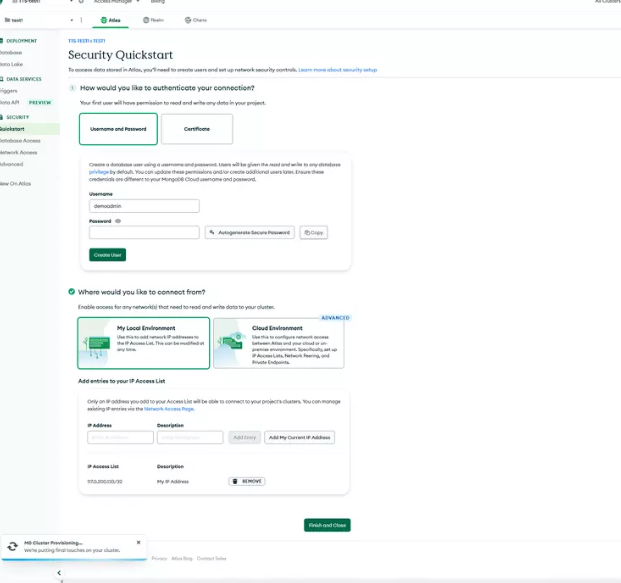 TTS-test1
Access Manager
Billing
All Clusters
test1
Atlas
Realm
Charts
DEPLOYMENT
Database
Data Lake
DATA SERVICES
Triggers
Data API PREVIEW
SECURITY
Quickstart
Database Access
Network Access
Advanced
New On Atlas
TTS-TEST1 > TEST1
Security Quickstart
To access data stored in Atlas, you'll need to create users and set up network security controls. Learn more about security setup
1 How would you like to authenticate your connection?
Your first user will have permission to read and write any data in your project.
Username and Password
Certificate
Create a database user using a username and password. Users will be given the read and write to any database
privilege by default. You can update these permissions and/or create additional users later. Ensure these
credentials are different to your MongoDB Cloud username and password.
Username
demoadmin
Password
Autogenerate Secure Password
Copy
Create User
Where would you like to connect from?
Enable access for any network(s) that need to read and write data to your cluster.
ADVANCED
My Local Environment
Use this to add network IP addresses to
the IP Access List. This can be modified at
any time.
Cloud Environment
Use this to configure network access
between Atlas and your cloud or on-
premise environment. Specifically, set up
IP Access Lists, Network Peering, and
Private Endpoints.
Add entries to your IP Access List
Only an IP address you add to your Access List will be able to connect to your project's clusters. You can manage
existing IP entries via the Network Access Page.
IP Address
Description
Add Entry
Add My Current IP Address
IP Access List
Description
My IP Address
REMOVE
Finish and Close
M0 Cluster Provisioning...
We're putting final touches on your cluster.
Privacy
Atlas Blog
Contact Sales